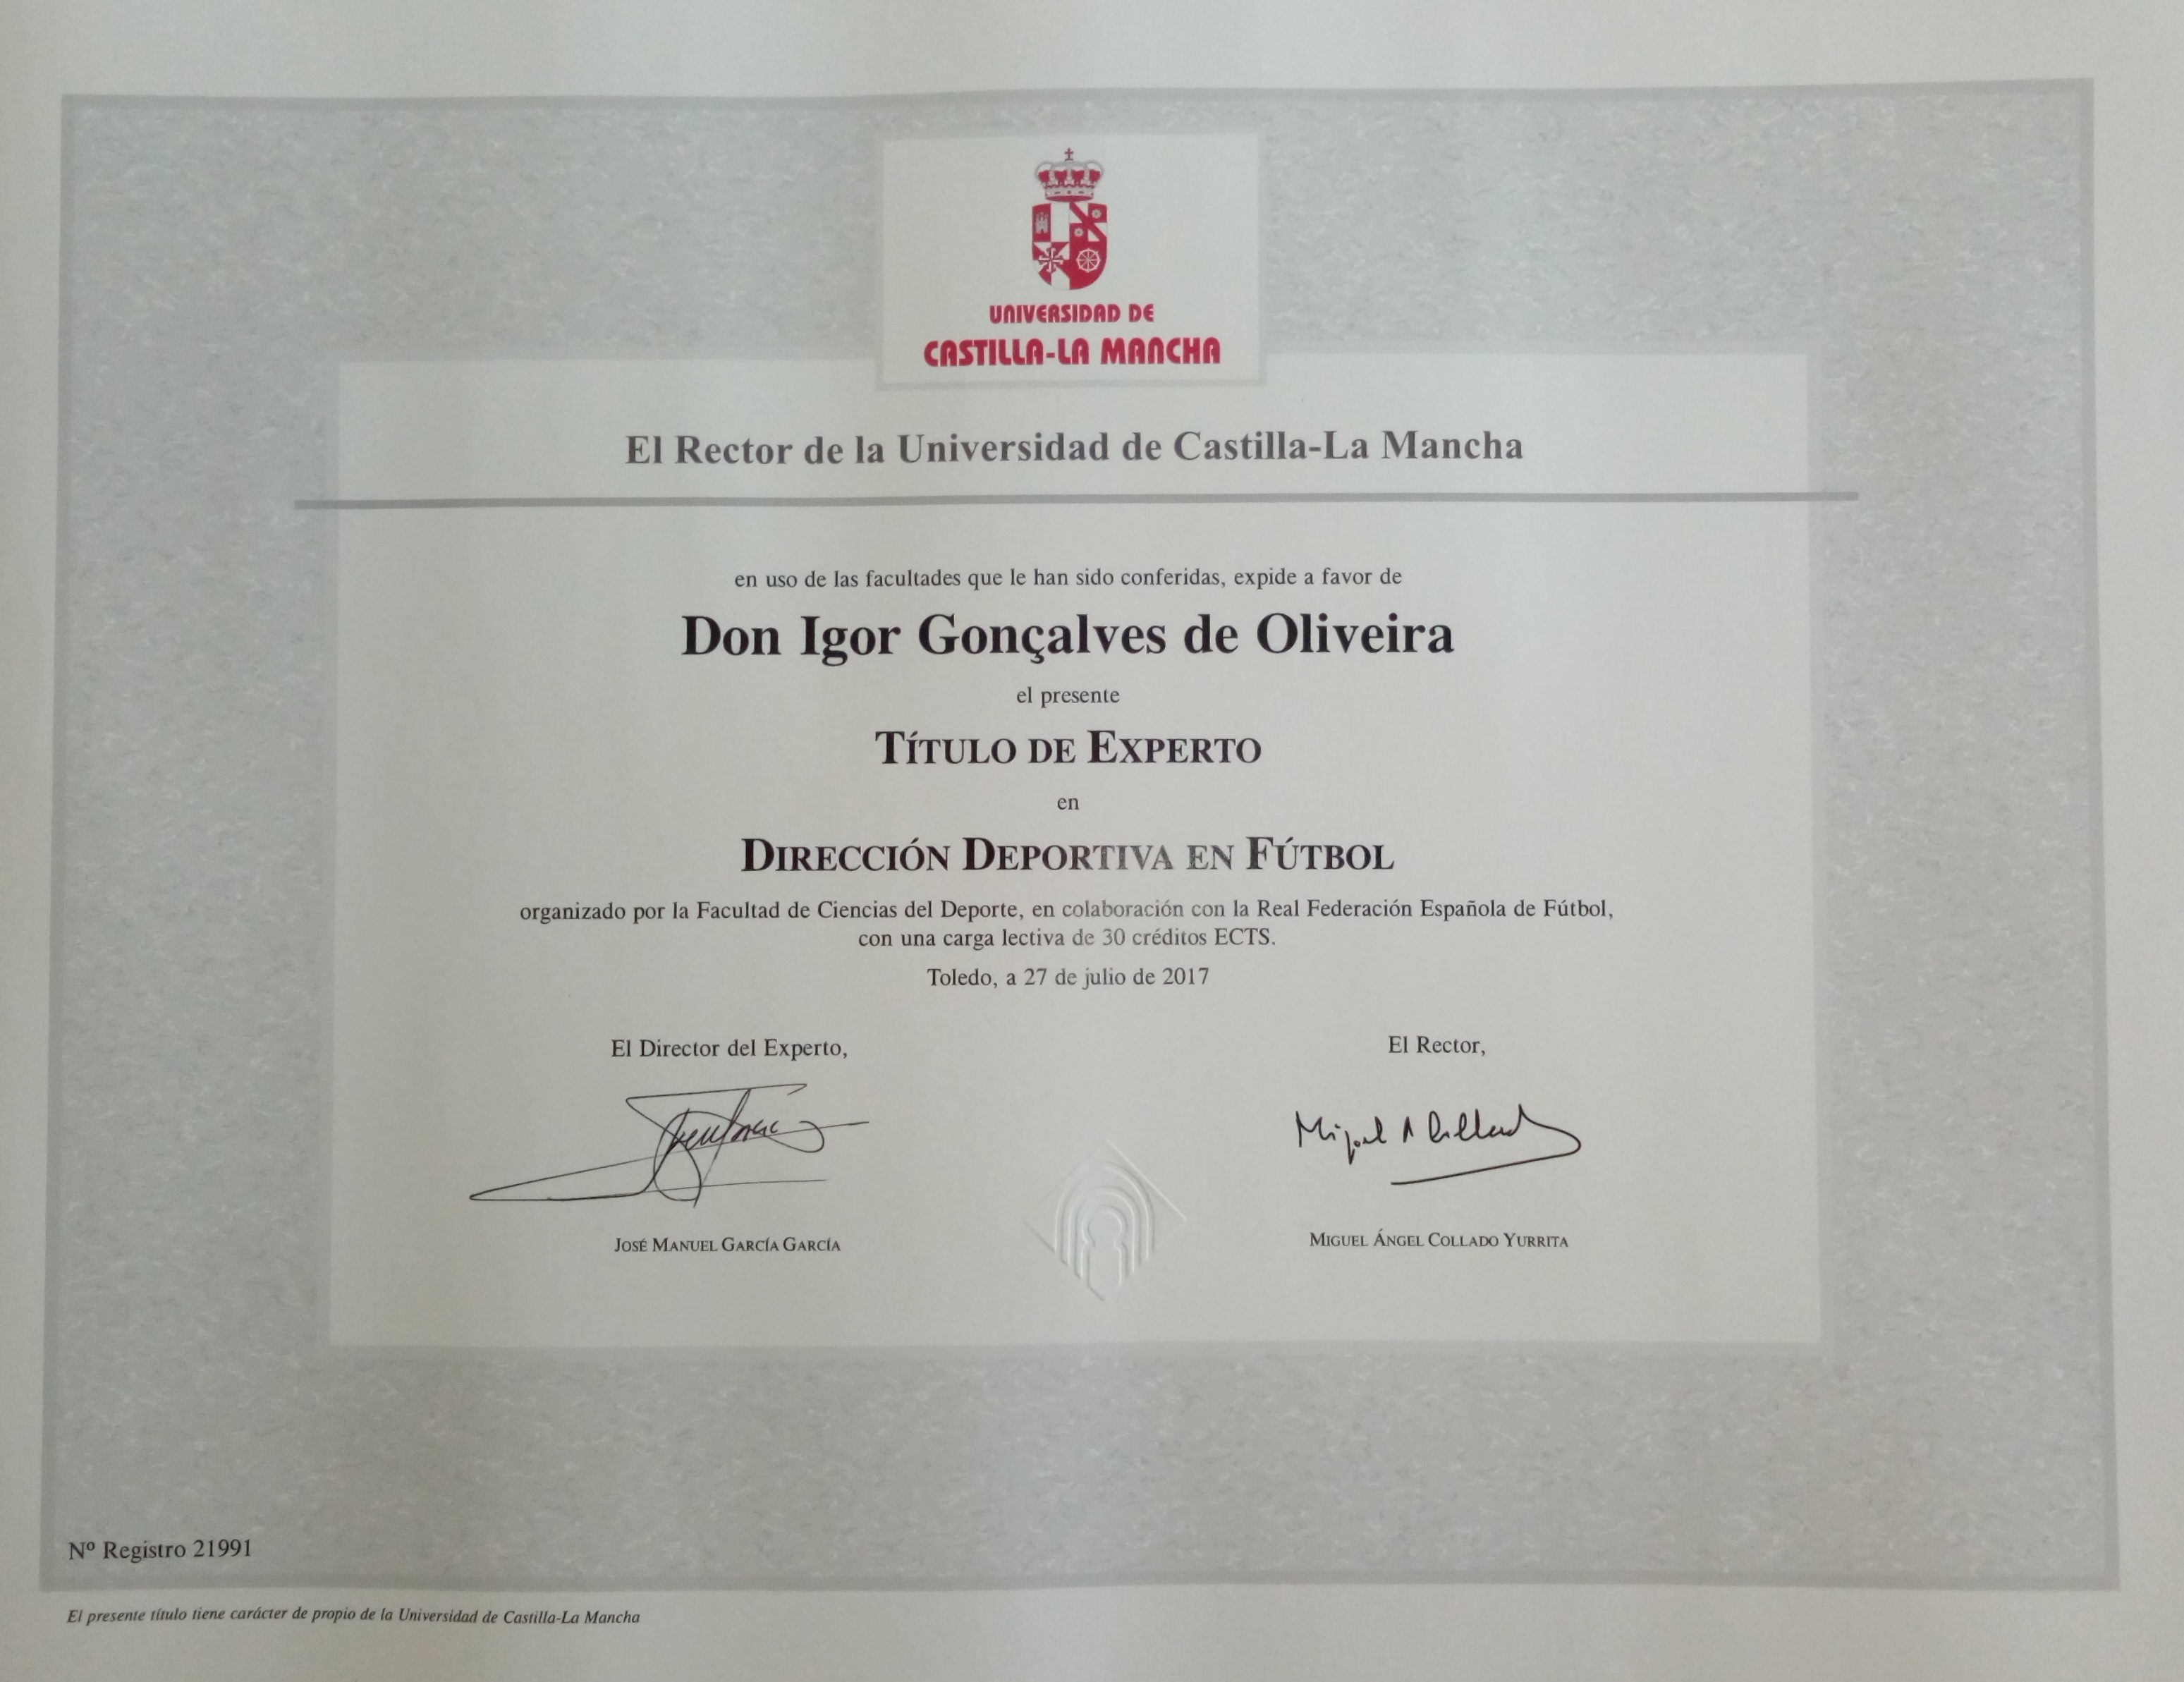 UNIVERSIDAD DE
CASTILLA-LA MANCHA
El Rector de la Universidad de Castilla-La Mancha
en uso de las facultades que le han sido conferidas, expide a favor de
Don Igor Gonçalves de Oliveira
el presente
TÍTULO DE EXPERTO
en
DIRECCIÓN DEPORTIVA EN FÚTBOL
organizado por la Facultad de Ciencias del Deporte, en colaboración con la Real Federación Española de Fútbol,
con una carga lectiva de 30 créditos ECTS.
Toledo, a 27 de julio de 2017
El Director del Experto,
El Rector,
Miguel A Collado
JOSÉ MANUEL GARCÍA GARCÍA
MIGUEL ÁNGEL COLLADO YURRITA
Nº Registro 21991
El presente título tiene carácter de propio de la Universidad de Castilla-La Mancha